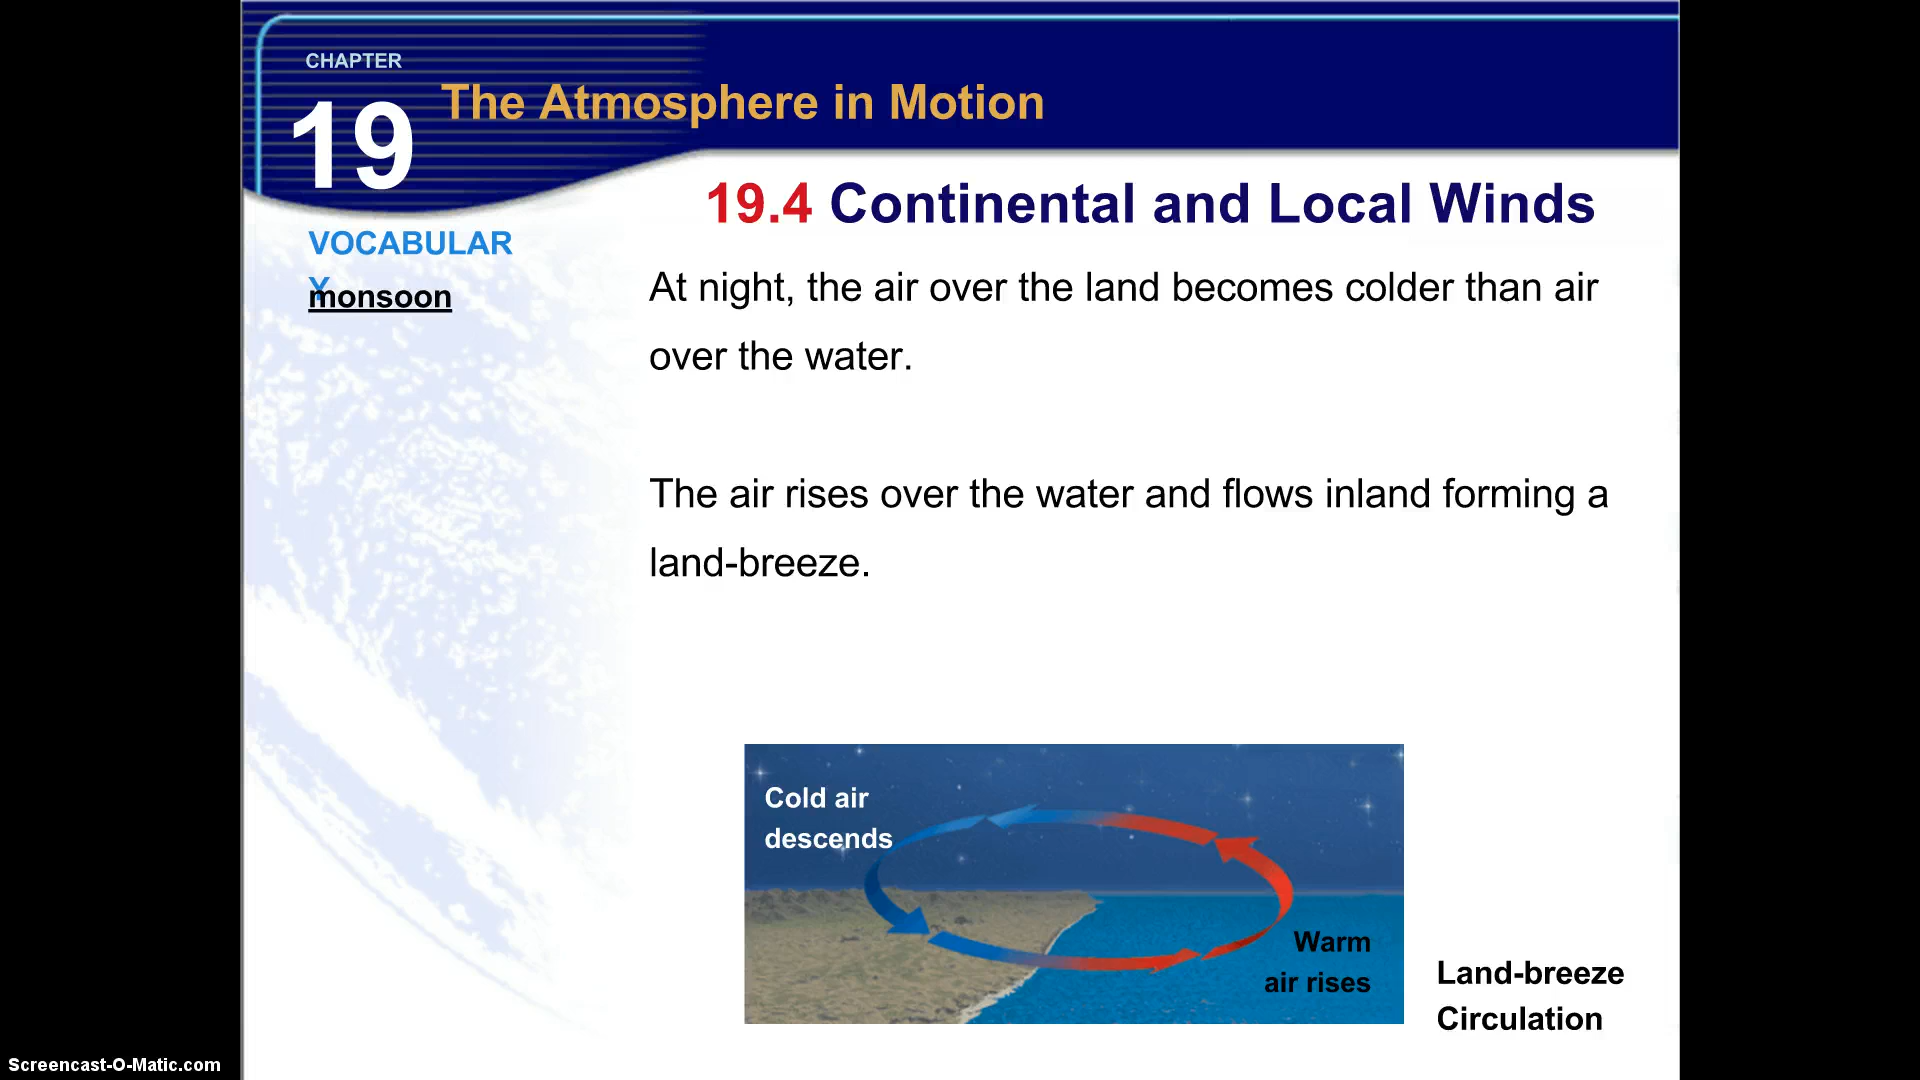 CHAPTER
19
The Atmosphere in Motion
19.4 Continental and Local Winds
VOCABULAR
Y
monsoon
At night, the air over the land becomes colder than air
over the water.
The air rises over the water and flows inland forming a
land-breeze.
Cold air
descends
Warm
air rises
Land-breeze
Circulation
Screencast-O-Matic.com